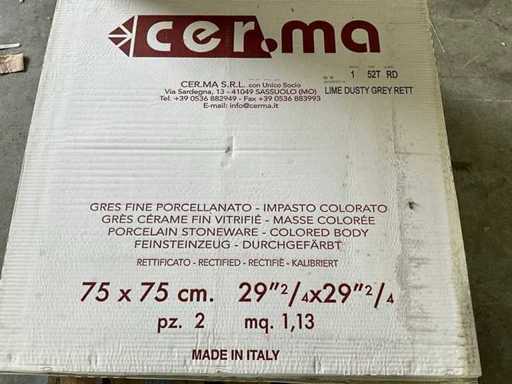 cer.ma
CER.MA S.R.L. con Unico Socio
Via Sardegna, 13 - 41049 SASSUOLO (MO)
Tel. +39 0536 882949 - Fax +39 0536 883993
E-mail: info@cerma.it
1 52T RD
LIME DUSTY GREY RETT
GRES FINE PORCELLANATO - IMPASTO COLORATO
GRÈS CÉRAME FIN VITRIFIÉ - MASSE COLORÉE
PORCELAIN STONEWARE - COLORED BODY
FEINSTEINZEUG - DURCHGEFÄRBT
RETTIFICATO - RECTIFIED - RECTIFIÈ - KALIBRIERT
75 x 75 cm. 29"2/4x29"2/4
pz. 2 mq. 1,13
MADE IN ITALY